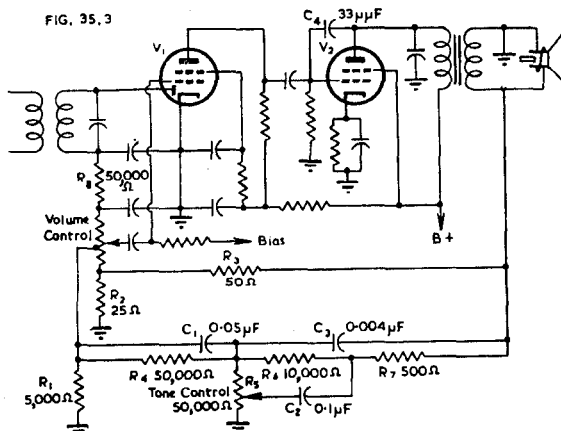 FIG. 35.3
V1
C4
33μμF
V2
R8
50,000
Ω
Volume
Control
Bias
B+
R3
50Ω
R2
25Ω
C1
0·05μF
C3
0·004μF
R4 50,000Ω
R5
R6 10,000Ω
R7 500Ω
R1
5,000Ω
Tone Control
50,000Ω
C2
0·1μF